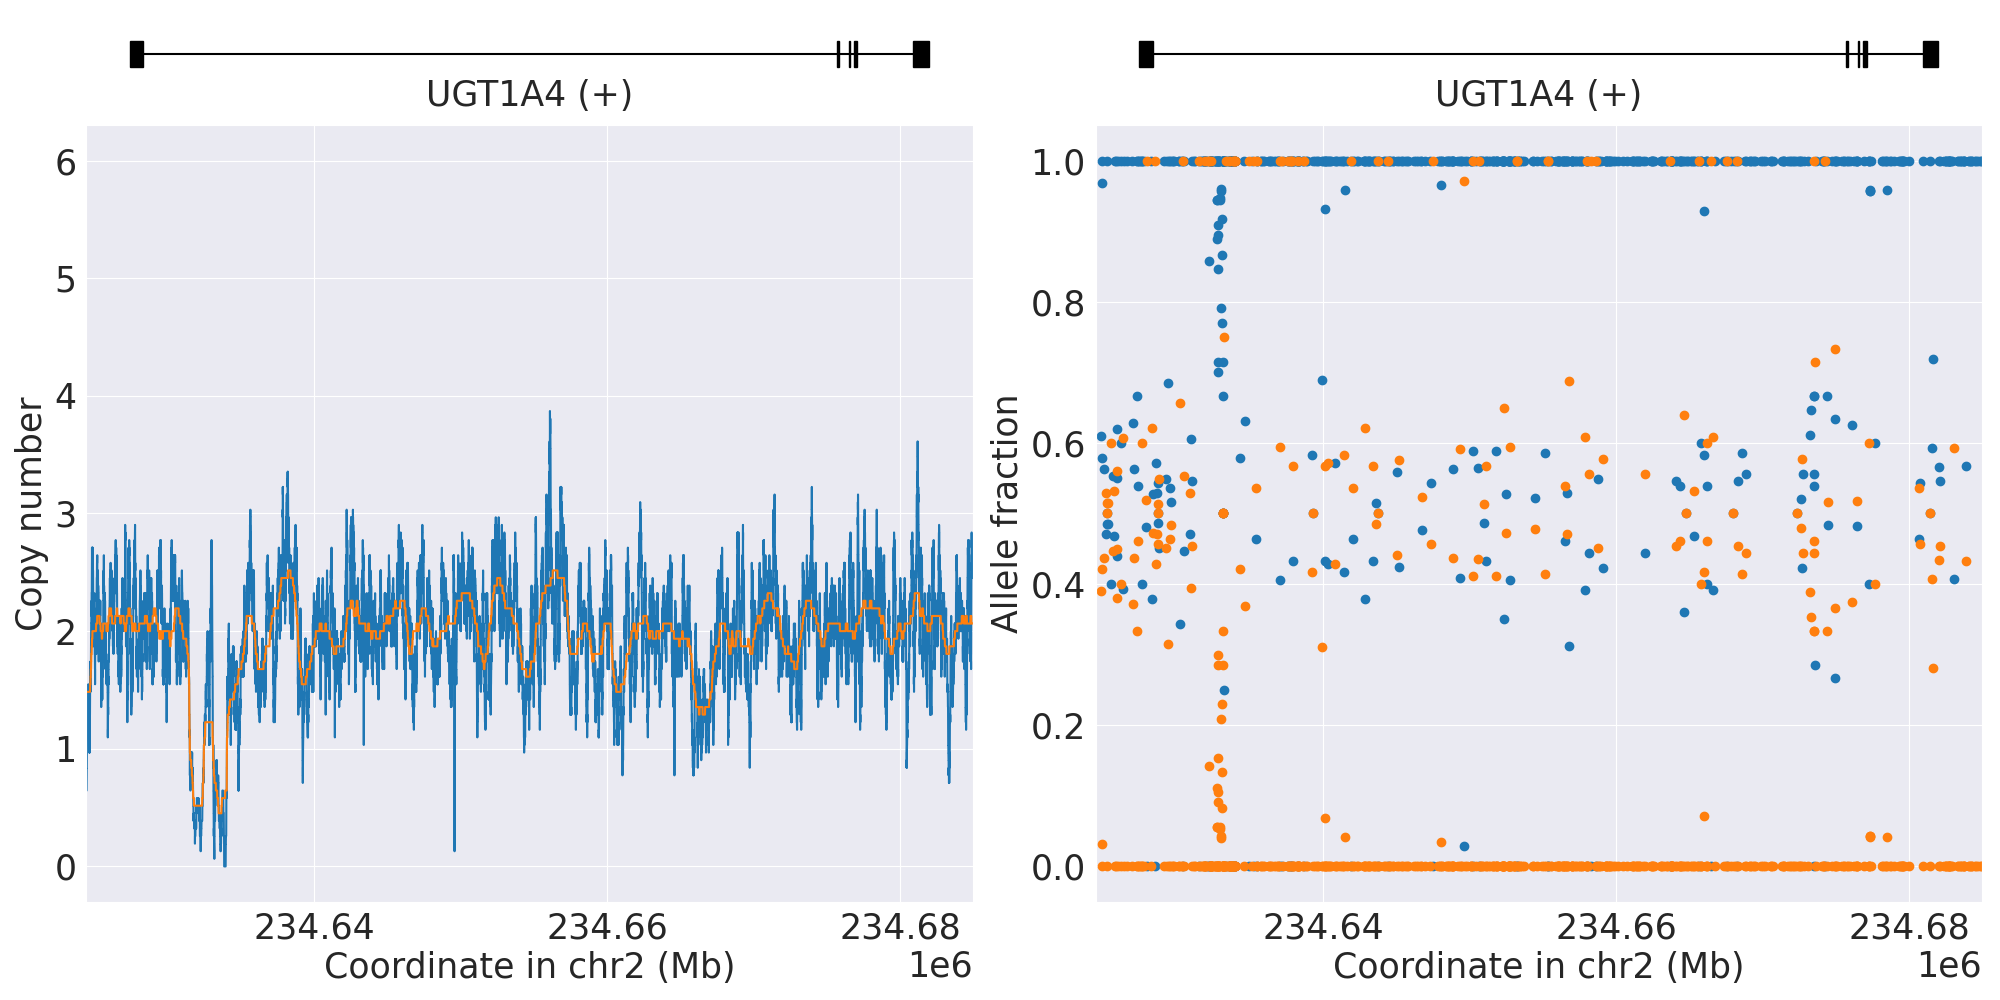 UGT1A4 (+)
6
5
4
3
2
1
0
Copy number
234.64 234.66 234.68
Coordinate in chr2 (Mb)
1e6
UGT1A4 (+)
1.0
0.8
0.6
0.4
0.2
0.0
Allele fraction
234.64 234.66 234.68
Coordinate in chr2 (Mb)
1e6